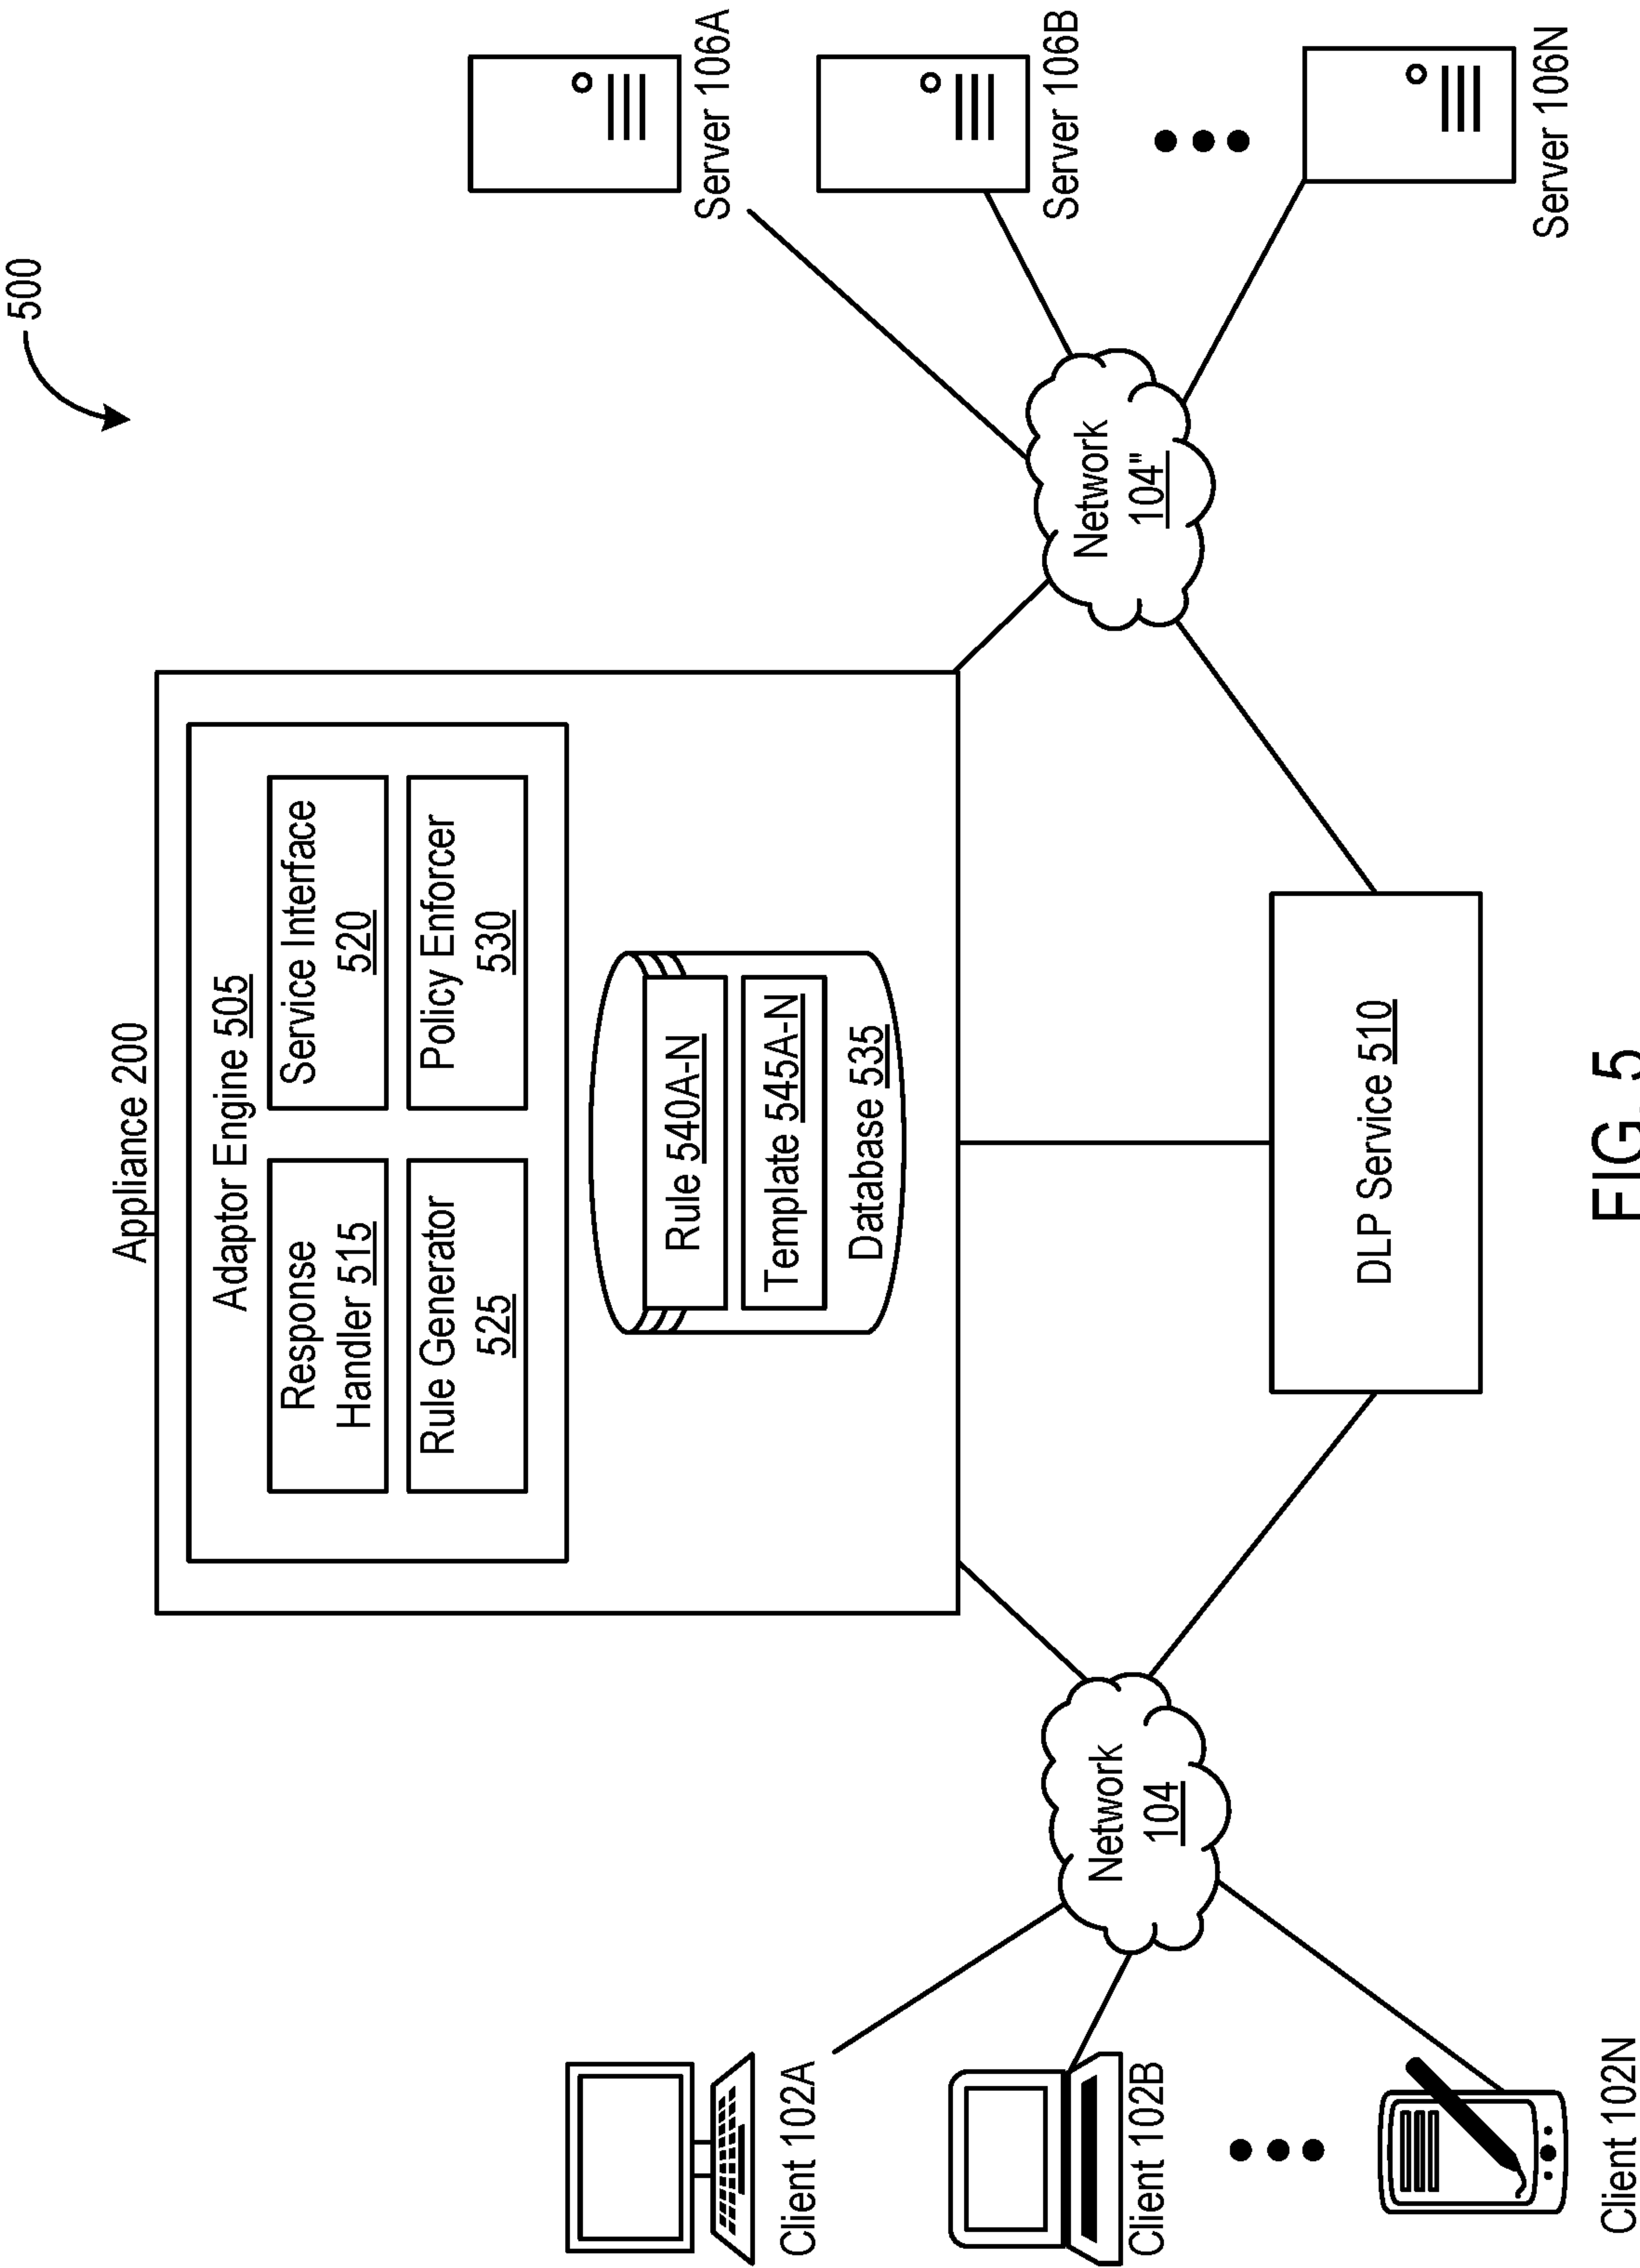 500
Appliance 200
Adaptor Engine 505
Response
Handler 515
Service Interface
520
Rule Generator
525
Policy Enforcer
530
Rule 540A-N
Template 545A-N
Database 535
Client 102A
Client 102B
Client 102N
Network
104
Network
104"
Server 106A
Server 106B
Server 106N
DLP Service 510
FIG. 5